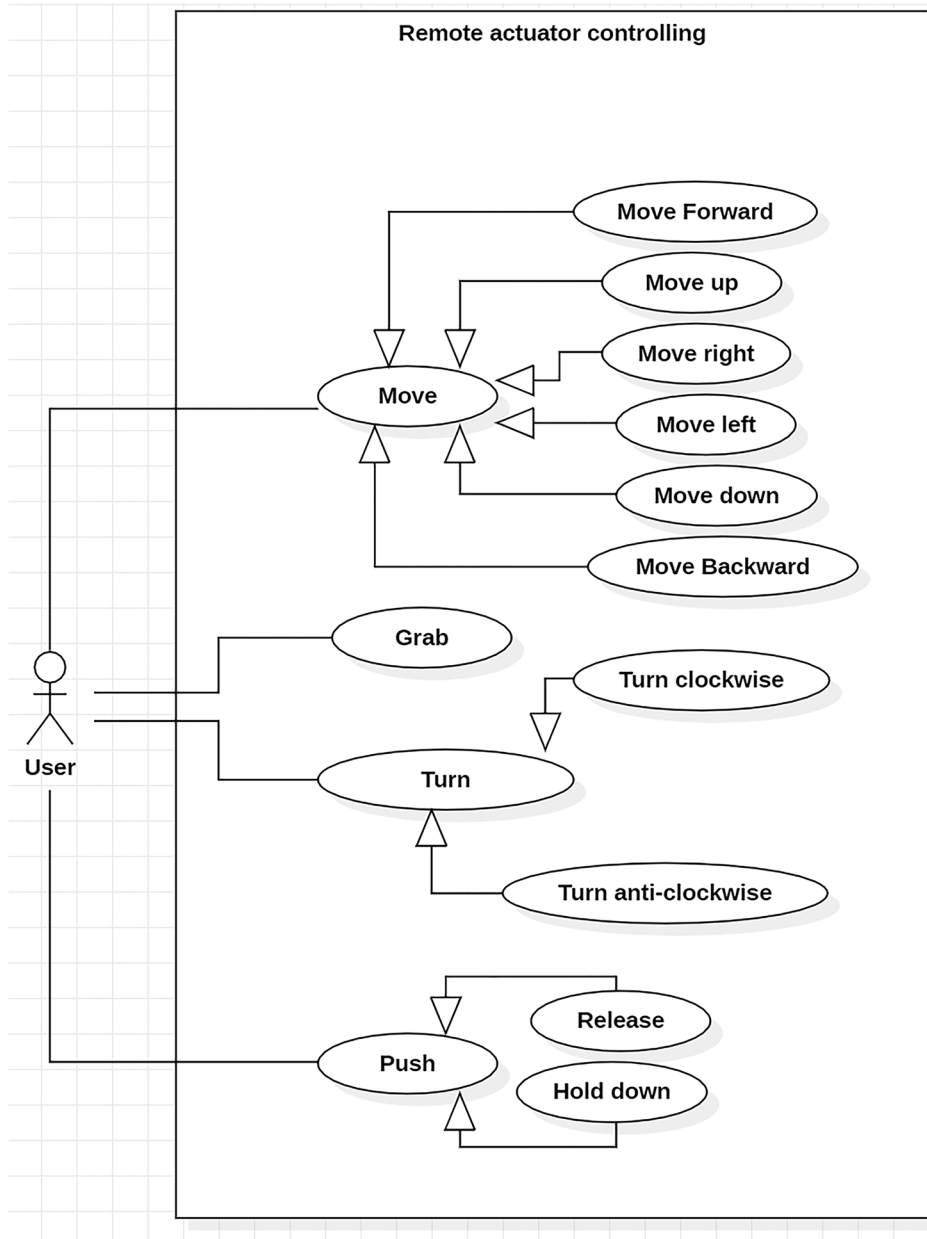 Remote actuator controlling
Move Forward
Move up
Move right
Move
Move left
Move down
Move Backward
Grab
Turn clockwise
User
Turn
Turn anti-clockwise
Release
Push
Hold down